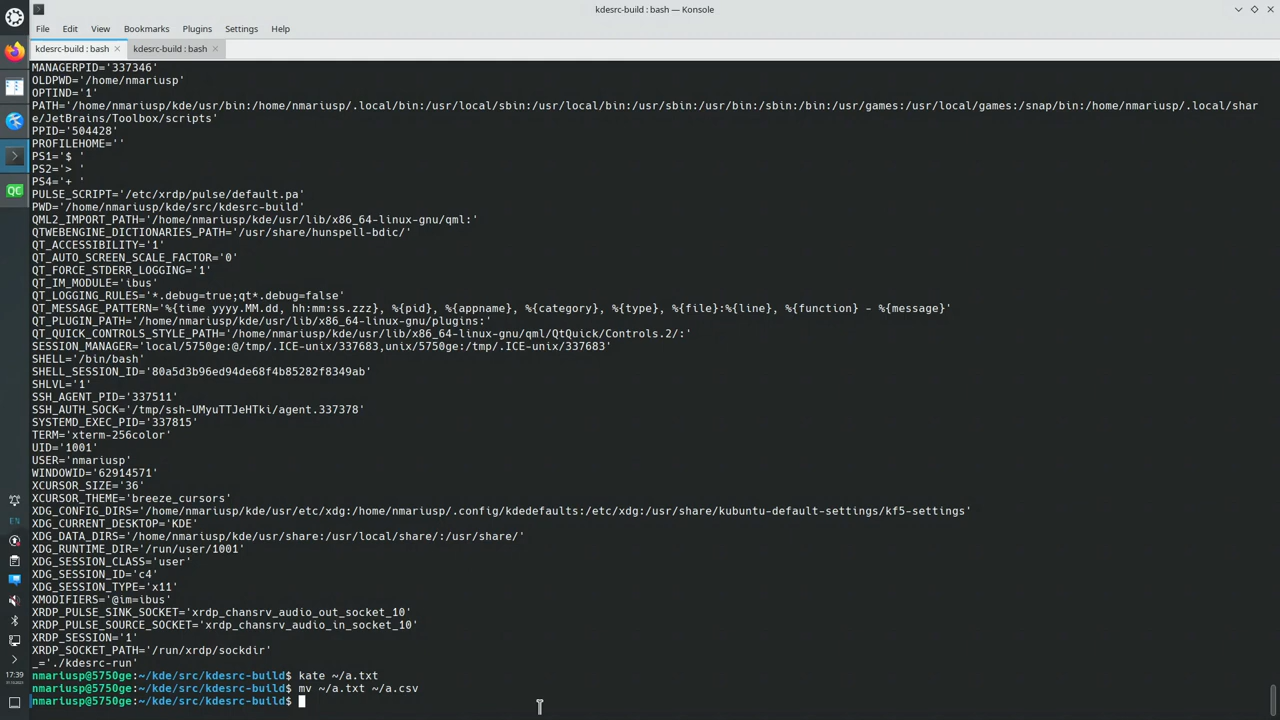 kdesrc-build : bash — Konsole
File Edit View Bookmarks Plugins Settings Help
kdesrc-build : bash kdesrc-build : bash
MANAGERPID='337346'
OLDPWD='/home/nmariusp'
OPTIND='1'
PATH='/home/nmariusp/kde/usr/bin:/home/nmariusp/.local/bin:/usr/local/sbin:/usr/local/bin:/usr/sbin:/usr/bin:/sbin:/bin:/usr/games:/usr/local/games:/snap/bin:/home/nmariusp/.local/shar
e/JetBrains/Toolbox/scripts'
PPID='504428'
PROFILEHOME=''
PS1='$ '
PS2='> '
PS4='+ '
PULSE_SCRIPT='/etc/xrdp/pulse/default.pa'
PWD='/home/nmariusp/kde/src/kdesrc-build'
QML2_IMPORT_PATH='/home/nmariusp/kde/usr/lib/x86_64-linux-gnu/qml:'
QTWEBENGINE_DICTIONARIES_PATH='/usr/share/hunspell-bdic/'
QT_ACCESSIBILITY='1'
QT_AUTO_SCREEN_SCALE_FACTOR='0'
QT_FORCE_STDERR_LOGGING='1'
QT_IM_MODULE='ibus'
QT_LOGGING_RULES='*.debug=true;qt*.debug=false'
QT_MESSAGE_PATTERN='%{time yyyy.MM.dd, hh:mm:ss.zzz}, %{pid}, %{appname}, %{category}, %{type}, %{file}:%{line}, %{function} - %{message}'
QT_PLUGIN_PATH='/home/nmariusp/kde/usr/lib/x86_64-linux-gnu/plugins:'
QT_QUICK_CONTROLS_STYLE_PATH='/home/nmariusp/kde/usr/lib/x86_64-linux-gnu/qml/QtQuick/Controls.2/:'
SESSION_MANAGER='local/5750ge:@/tmp/.ICE-unix/337683,unix/5750ge:/tmp/.ICE-unix/337683'
SHELL='/bin/bash'
SHELL_SESSION_ID='80a5d3b96ed94de68f4b85282f8349ab'
SHLVL='1'
SSH_AGENT_PID='337511'
SSH_AUTH_SOCK='/tmp/ssh-UMyuTTJeHTki/agent.337378'
SYSTEMD_EXEC_PID='337815'
TERM='xterm-256color'
UID='1001'
USER='nmariusp'
WINDOWID='62914571'
XCURSOR_SIZE='36'
XCURSOR_THEME='breeze_cursors'
XDG_CONFIG_DIRS='/home/nmariusp/kde/usr/etc/xdg:/home/nmariusp/.config/kdedefaults:/etc/xdg:/usr/share/kubuntu-default-settings/kf5-settings'
XDG_CURRENT_DESKTOP='KDE'
XDG_DATA_DIRS='/home/nmariusp/kde/usr/share:/usr/local/share/:/usr/share/'
XDG_RUNTIME_DIR='/run/user/1001'
XDG_SESSION_CLASS='user'
XDG_SESSION_ID='c4'
XDG_SESSION_TYPE='x11'
XMODIFIERS='@im=ibus'
XRDP_PULSE_SINK_SOCKET='xrdp_chansrv_audio_out_socket_10'
XRDP_PULSE_SOURCE_SOCKET='xrdp_chansrv_audio_in_socket_10'
XRDP_SESSION='1'
XRDP_SOCKET_PATH='/run/xrdp/sockdir'
_='./kdesrc-run'
nmariusp@5750ge:~/kde/src/kdesrc-build$ kate ~/a.txt
nmariusp@5750ge:~/kde/src/kdesrc-build$ mv ~/a.txt ~/a.csv
nmariusp@5750ge:~/kde/src/kdesrc-build$
QC
EN
17:39